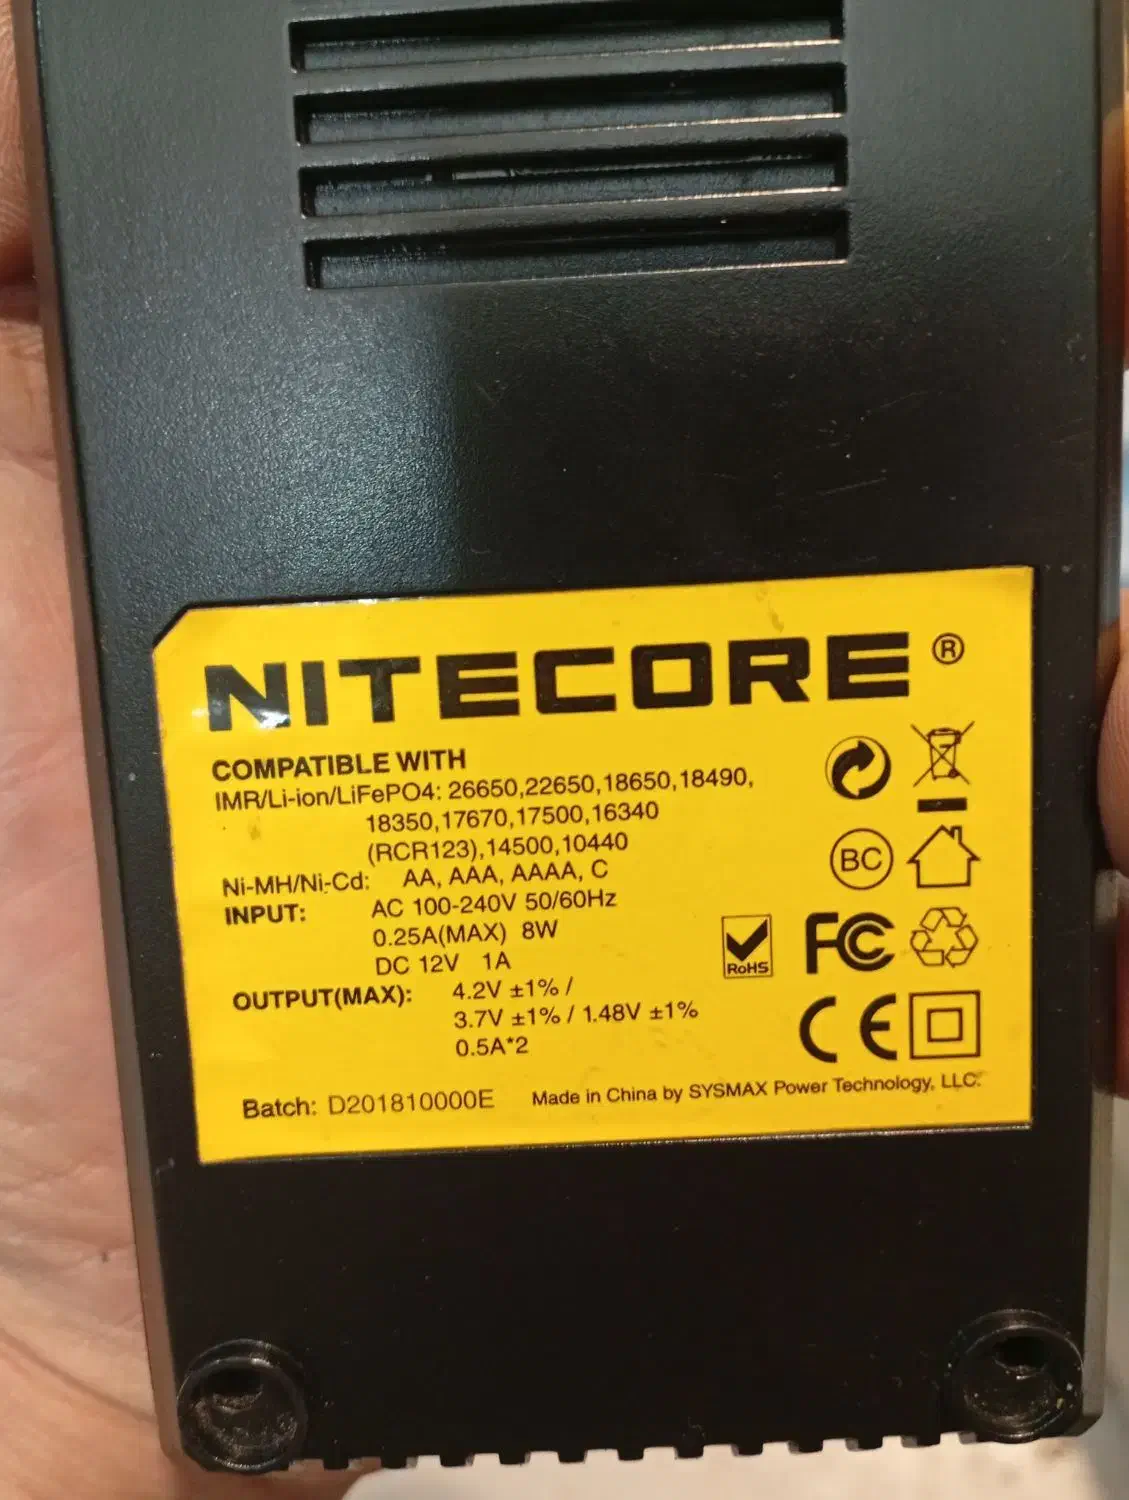 NITECORE®
COMPATIBLE WITH
IMR/Li-ion/LiFePO4: 26650,22650,18650,18490,
18350,17670,17500,16340
(RCR123),14500,10440
Ni-MH/Ni-Cd: AA, AAA, AAAA, C
INPUT: AC 100-240V 50/60Hz
0.25A(MAX) 8W
DC 12V 1A
OUTPUT(MAX): 4.2V ±1% /
3.7V ±1% / 1.48V ±1%
0.5A*2
BC
RoHS FC
CE
Batch: D201810000E Made in China by SYSMAX Power Technology, LLC.